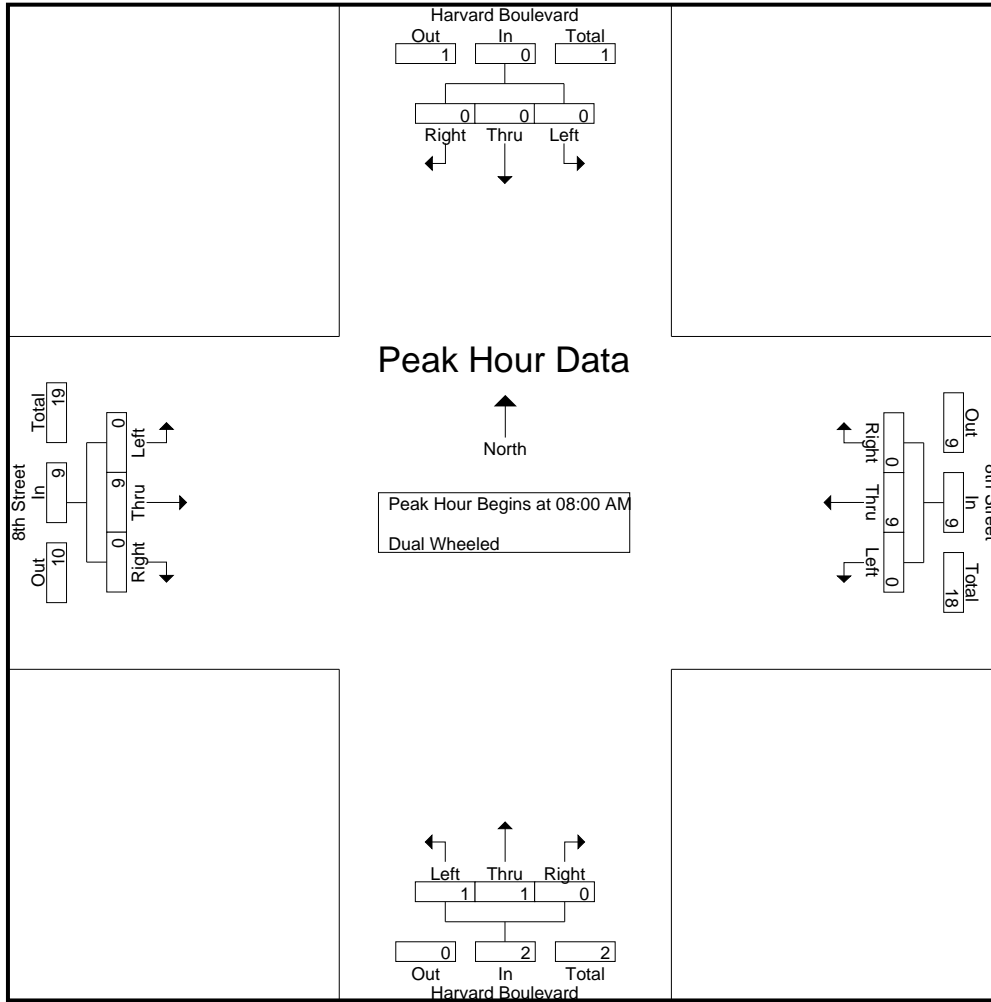 Harvard Boulevard
Out In Total
1 0 1
0 0 0
Right Thru Left
Peak Hour Data
North
Peak Hour Begins at 08:00 AM
Dual Wheeled
8th Street
Total In Out
19 9 10
0 9 0
Left Thru Right
Right Thru Left
0 9 0
Out In Total
9 9 18
8th Street
Left Thru Right
1 1 0
0 2 2
Out In Total
Harvard Boulevard